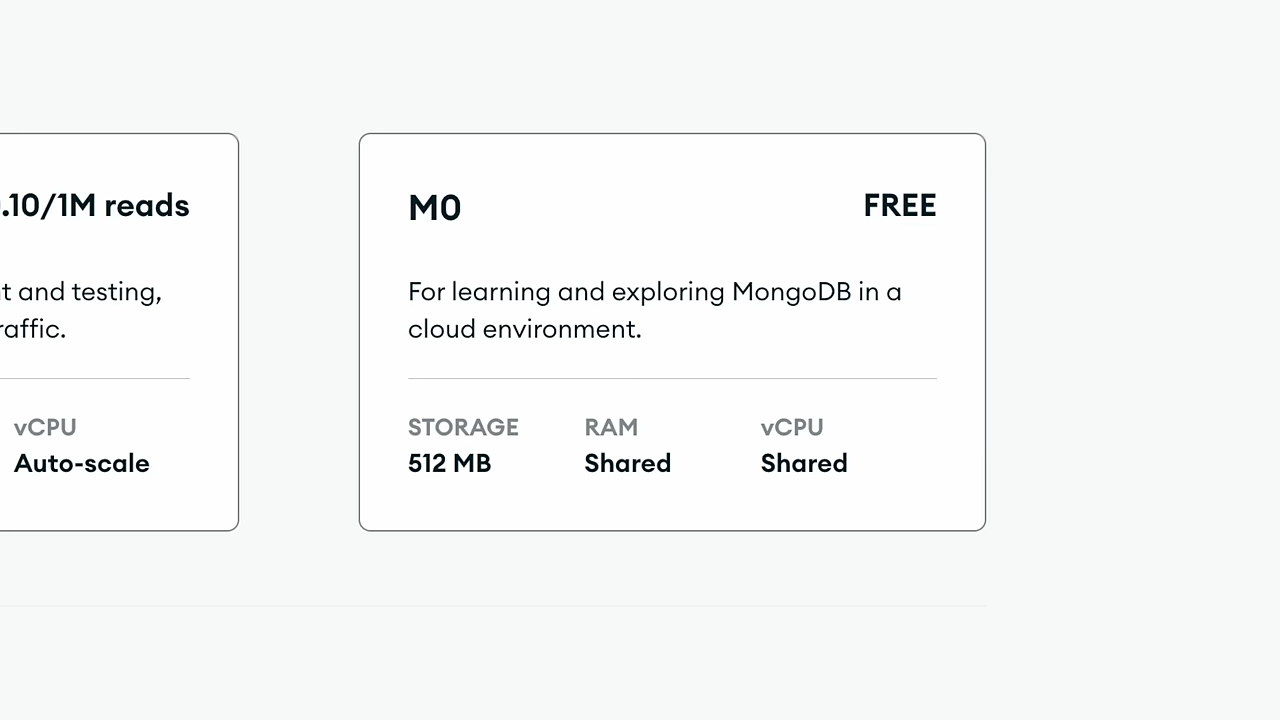 .10/1M reads
t and testing,
raffic.
vCPU
Auto-scale
M0
FREE
For learning and exploring MongoDB in a
cloud environment.
STORAGE
RAM
vCPU
512 MB
Shared
Shared